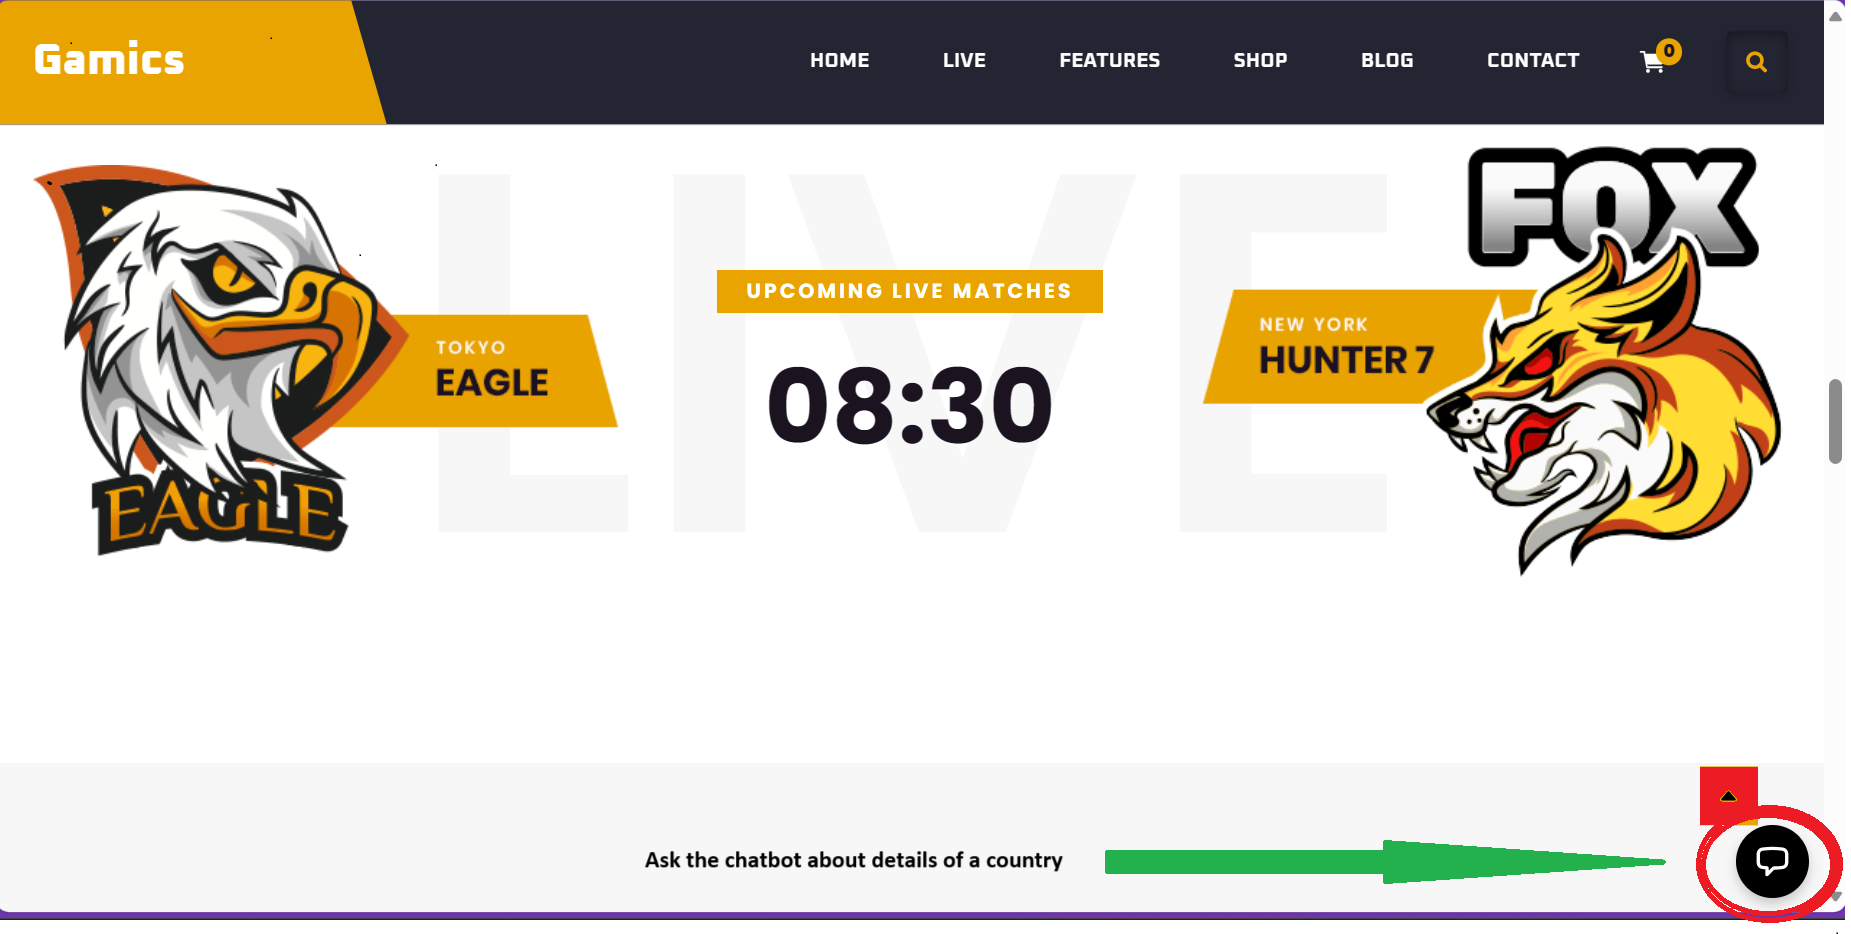 Gamics
HOME LIVE FEATURES SHOP BLOG CONTACT 0
FOX
UPCOMING LIVE MATCHES
NEW YORK
HUNTER 7
TOKYO
EAGLE
LIVE
08:30
EAGLE
Ask the chatbot about details of a country